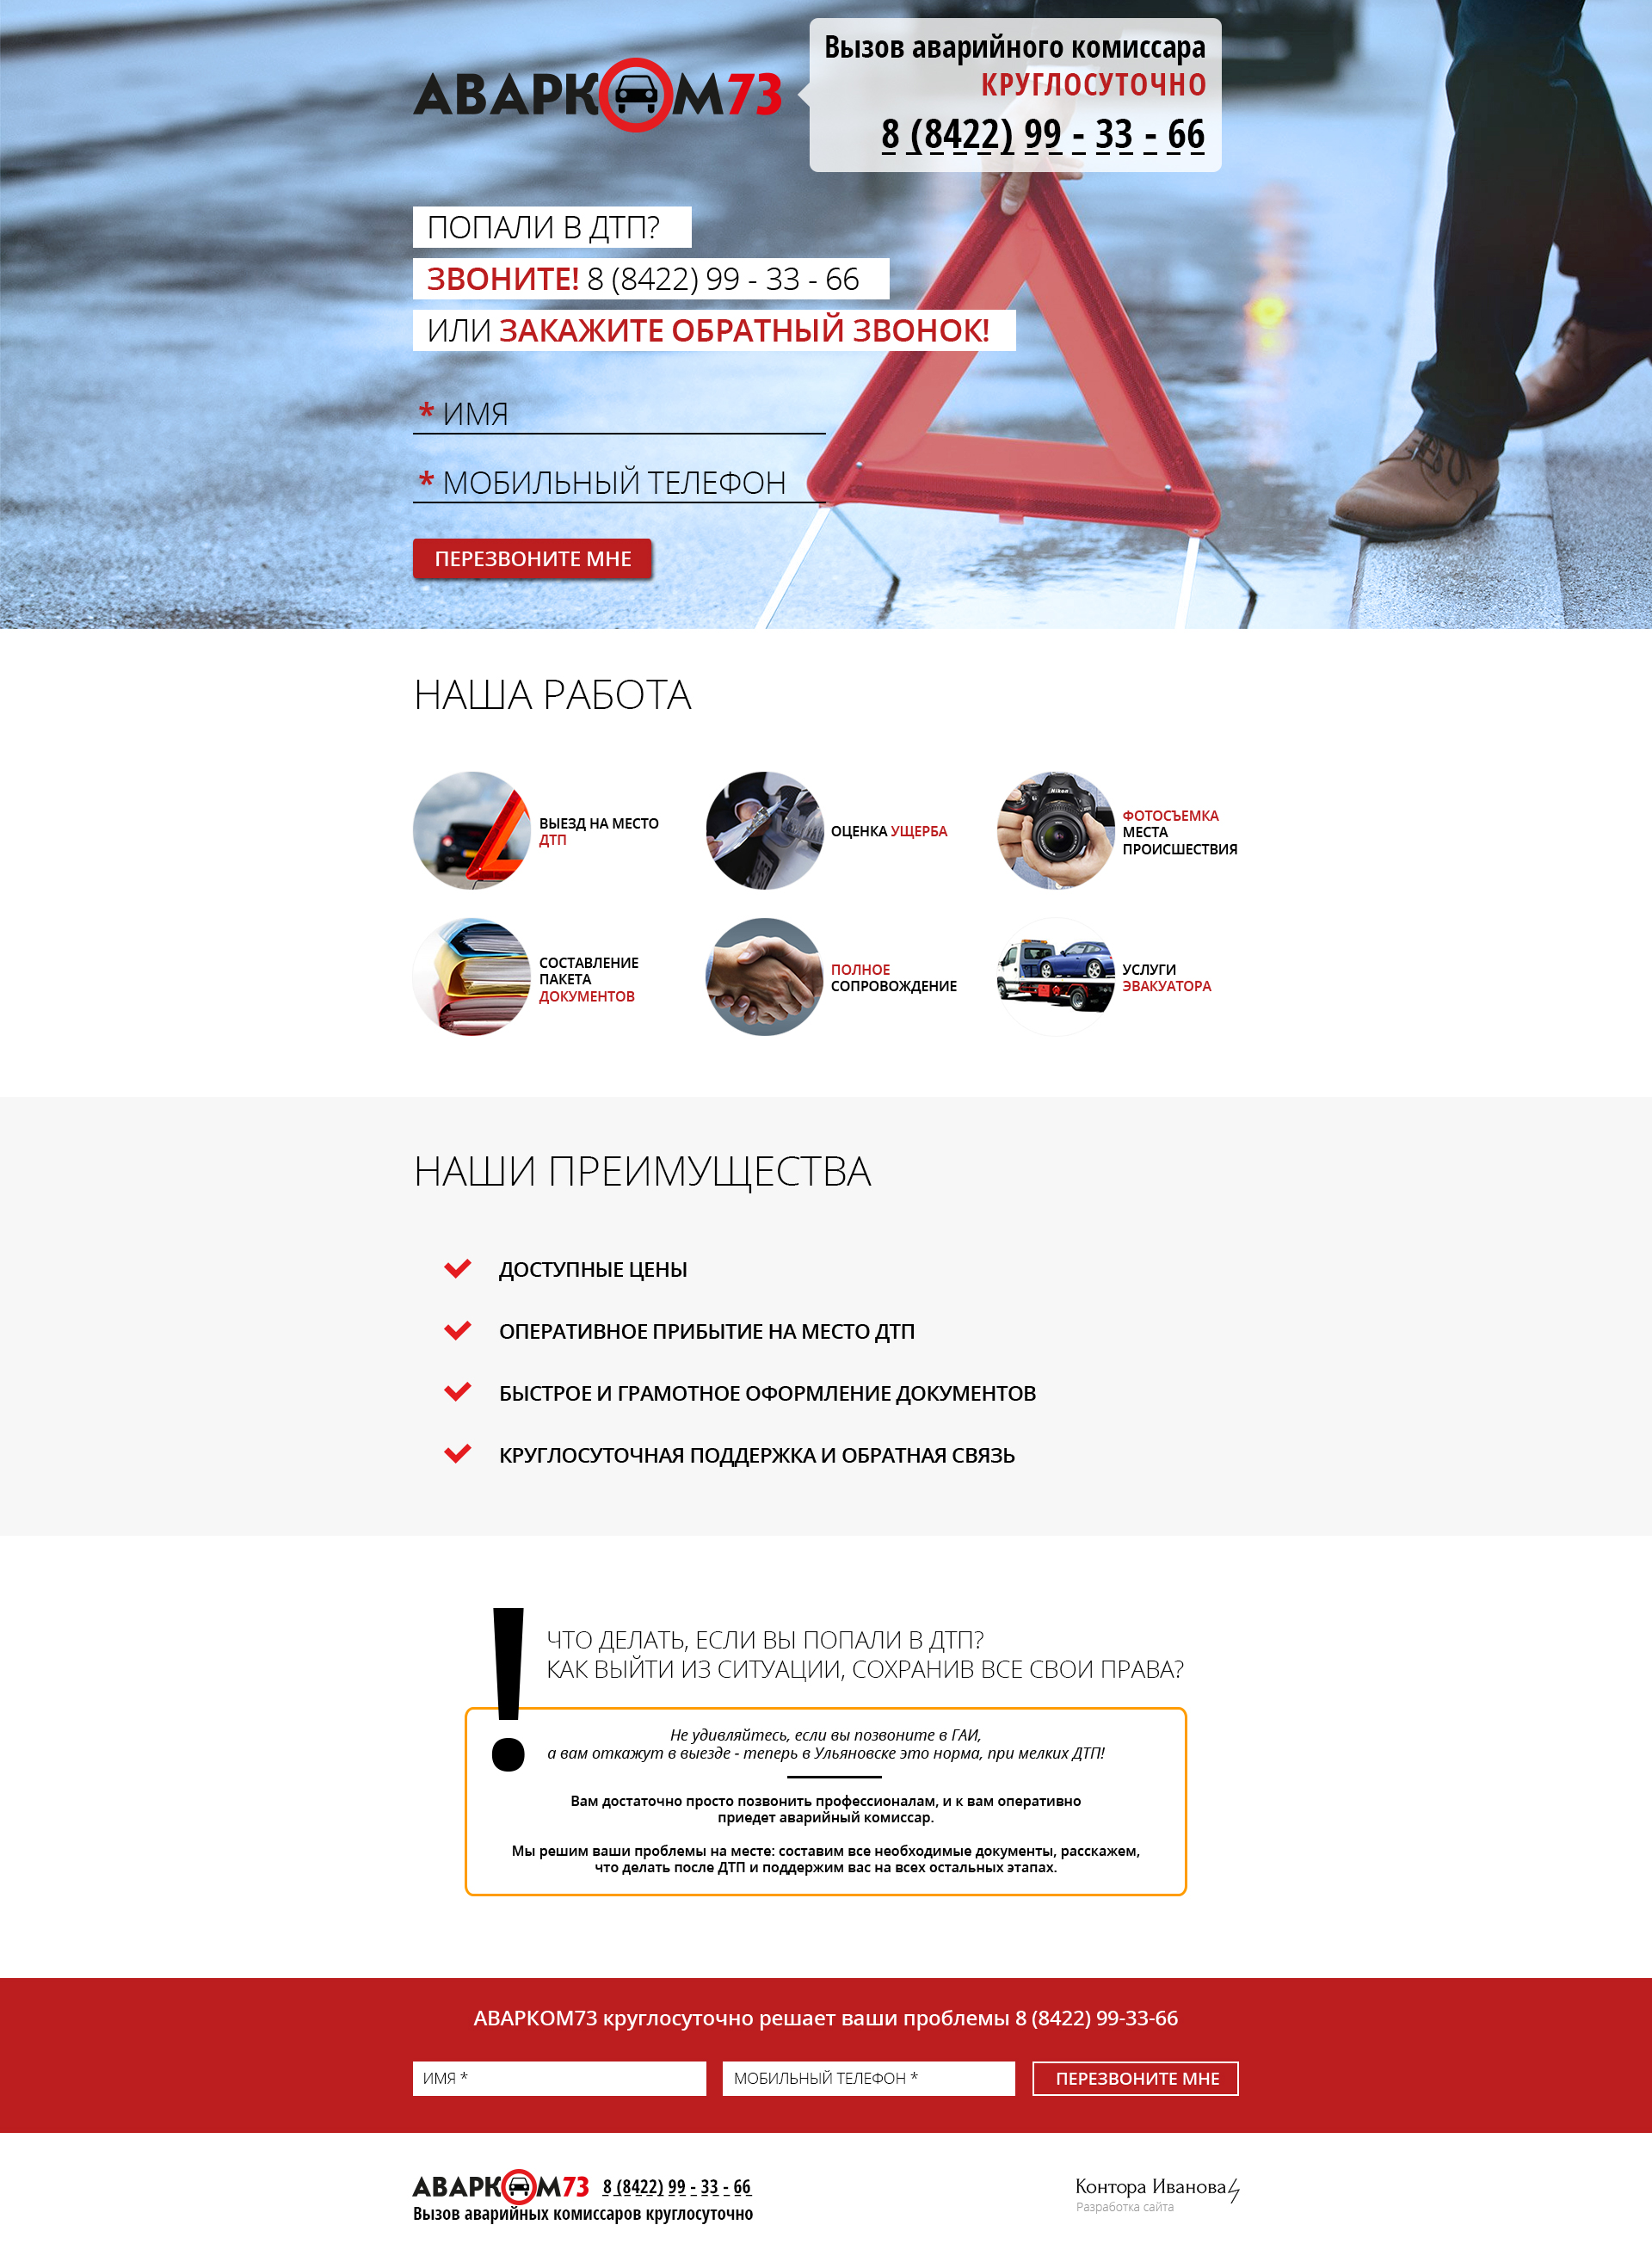 АВАРКОМ73
Вызов аварийного комиссара
КРУГЛОСУТОЧНО
8 (8422) 99 - 33 - 66
ПОПАЛИ В ДТП?
ЗВОНИТЕ! 8 (8422) 99 - 33 - 66
ИЛИ ЗАКАЖИТЕ ОБРАТНЫЙ ЗВОНОК!
* ИМЯ
* МОБИЛЬНЫЙ ТЕЛЕФОН
ПЕРЕЗВОНИТЕ МНЕ
НАША РАБОТА
ВЫЕЗД НА МЕСТО
ДТП
ОЦЕНКА УЩЕРБА
Nikon
ФОТОСЪЕМКА
МЕСТА
ПРОИСШЕСТВИЯ
СОСТАВЛЕНИЕ
ПАКЕТА
ДОКУМЕНТОВ
ПОЛНОЕ
СОПРОВОЖДЕНИЕ
УСЛУГИ
ЭВАКУАТОРА
НАШИ ПРЕИМУЩЕСТВА
ДОСТУПНЫЕ ЦЕНЫ
ОПЕРАТИВНОЕ ПРИБЫТИЕ НА МЕСТО ДТП
БЫСТРОЕ И ГРАМОТНОЕ ОФОРМЛЕНИЕ ДОКУМЕНТОВ
КРУГЛОСУТОЧНАЯ ПОДДЕРЖКА И ОБРАТНАЯ СВЯЗЬ
!
ЧТО ДЕЛАТЬ, ЕСЛИ ВЫ ПОПАЛИ В ДТП?
КАК ВЫЙТИ ИЗ СИТУАЦИИ, СОХРАНИВ ВСЕ СВОИ ПРАВА?
Не удивляйтесь, если вы позвоните в ГАИ,
а вам откажут в выезде - теперь в Ульяновске это норма, при мелких ДТП!
Вам достаточно просто позвонить профессионалам, и к вам оперативно
приедет аварийный комиссар.
Мы решим ваши проблемы на месте: составим все необходимые документы, расскажем,
что делать после ДТП и поддержим вас на всех остальных этапах.
АВАРКОМ73 круглосуточно решает ваши проблемы 8 (8422) 99-33-66
ИМЯ *
МОБИЛЬНЫЙ ТЕЛЕФОН *
ПЕРЕЗВОНИТЕ МНЕ
АВАРКОМ73
8 (8422) 99 - 33 - 66
Вызов аварийных комиссаров круглосуточно
Контора Иванова
Разработка сайта